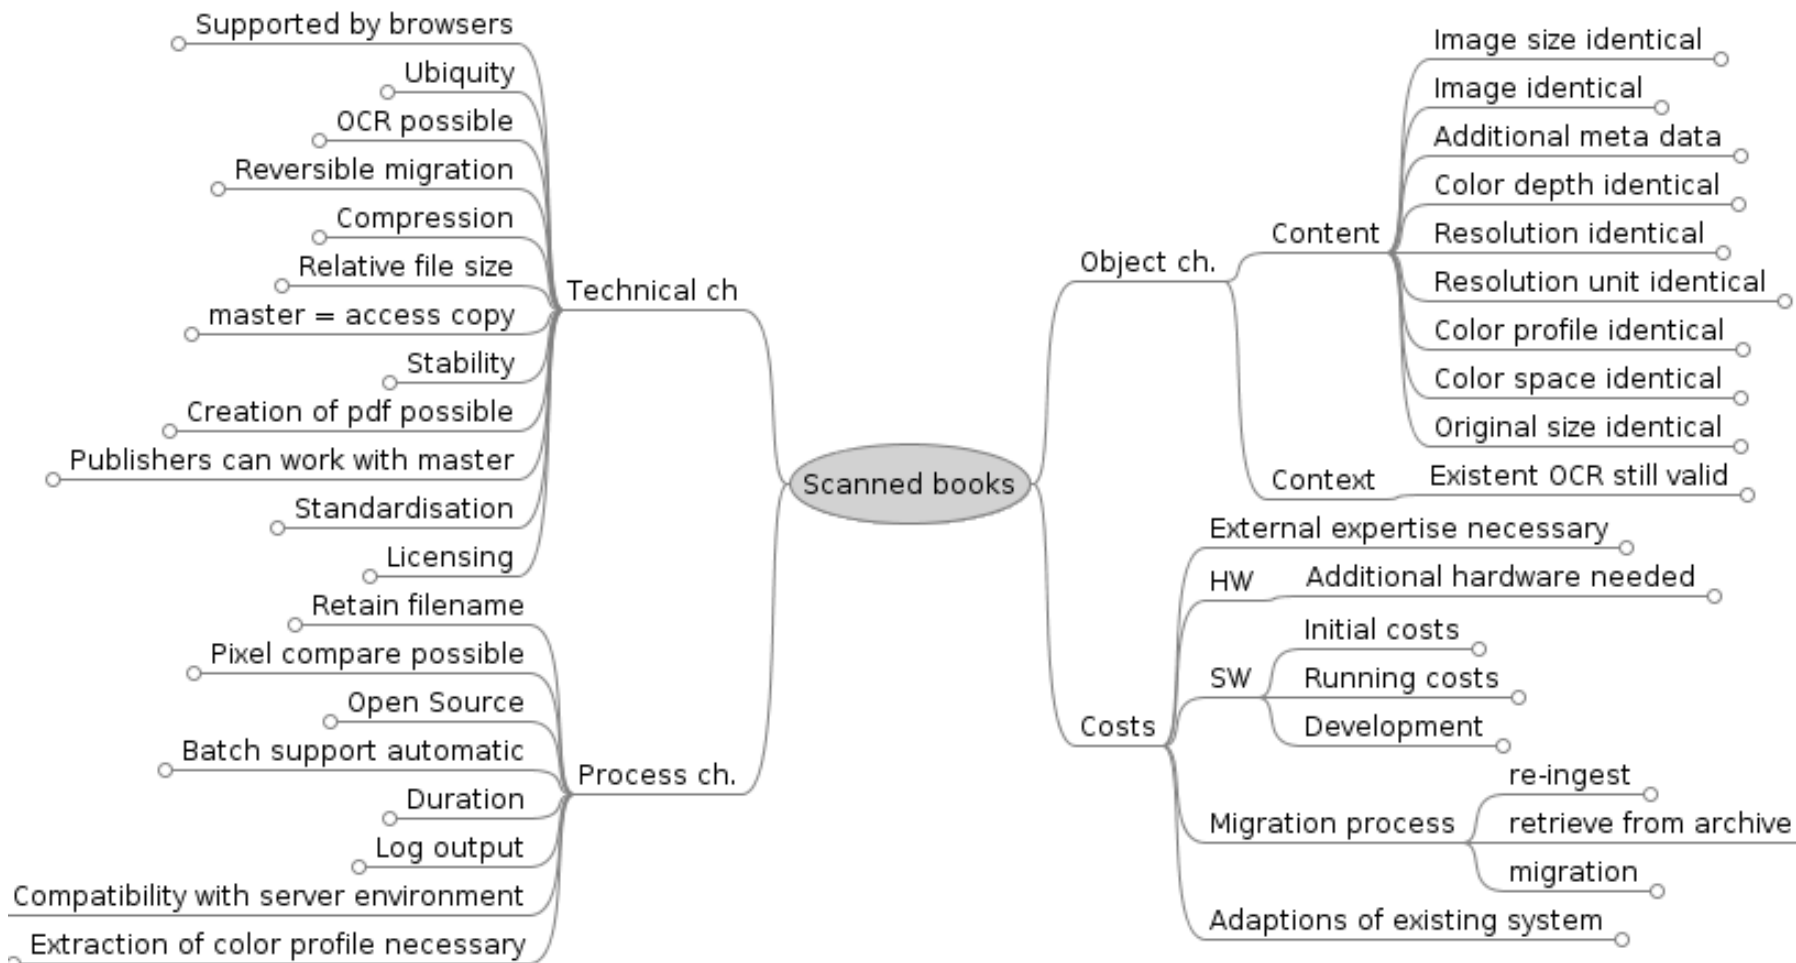 Supported by browsers
Ubiquity
OCR possible
Reversible migration
Compression
Relative file size
Technical ch
master = access copy
Stability
Creation of pdf possible
Publishers can work with master
Standardisation
Licensing
Retain filename
Pixel compare possible
Open Source
Batch support automatic
Process ch.
Duration
Log output
Compatibility with server environment
Extraction of color profile necessary
Scanned books
Object ch.
Content
Image size identical
Image identical
Additional meta data
Color depth identical
Resolution identical
Resolution unit identical
Color profile identical
Color space identical
Original size identical
Context
Existent OCR still valid
Costs
External expertise necessary
HW
Additional hardware needed
SW
Initial costs
Running costs
Development
Migration process
re-ingest
retrieve from archive
migration
Adaptions of existing system